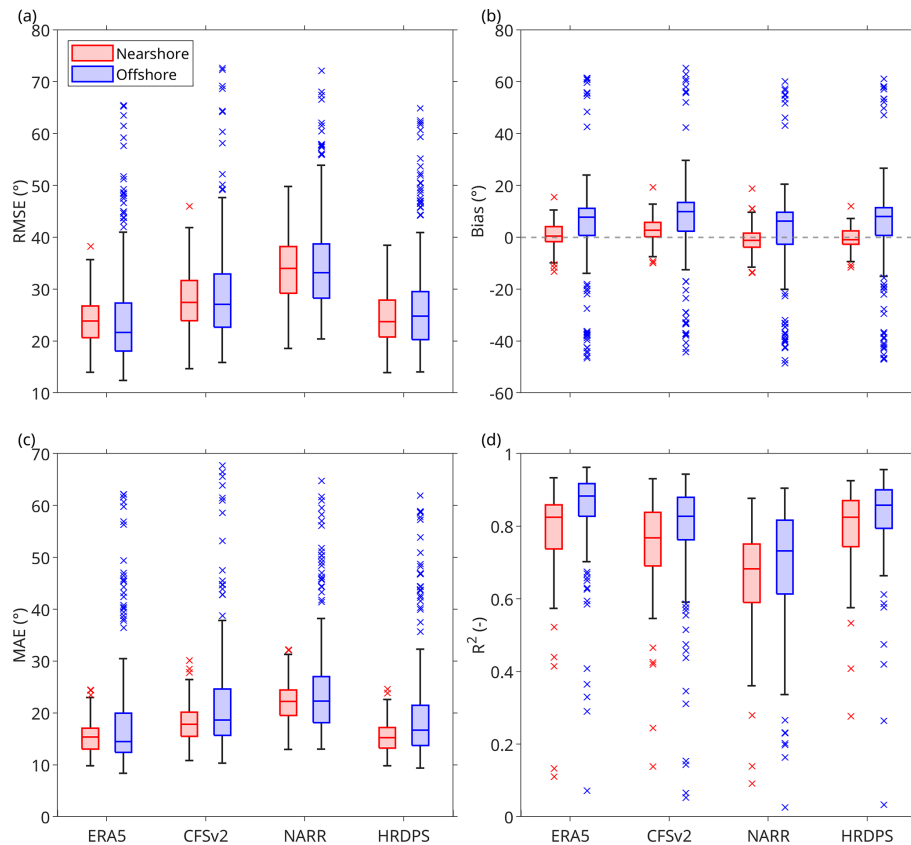 (a)
(b)
80
70
60
50
40
30
20
10
RMSE (°)
Nearshore
Offshore
80
60
40
20
0
-20
-40
-60
Bias (°)
(c)
(d)
70
60
50
40
30
20
10
0
MAE (°)
ERA5 CFSv2 NARR HRDPS
1
0.8
0.6
0.4
0.2
0
R² (-)
ERA5 CFSv2 NARR HRDPS